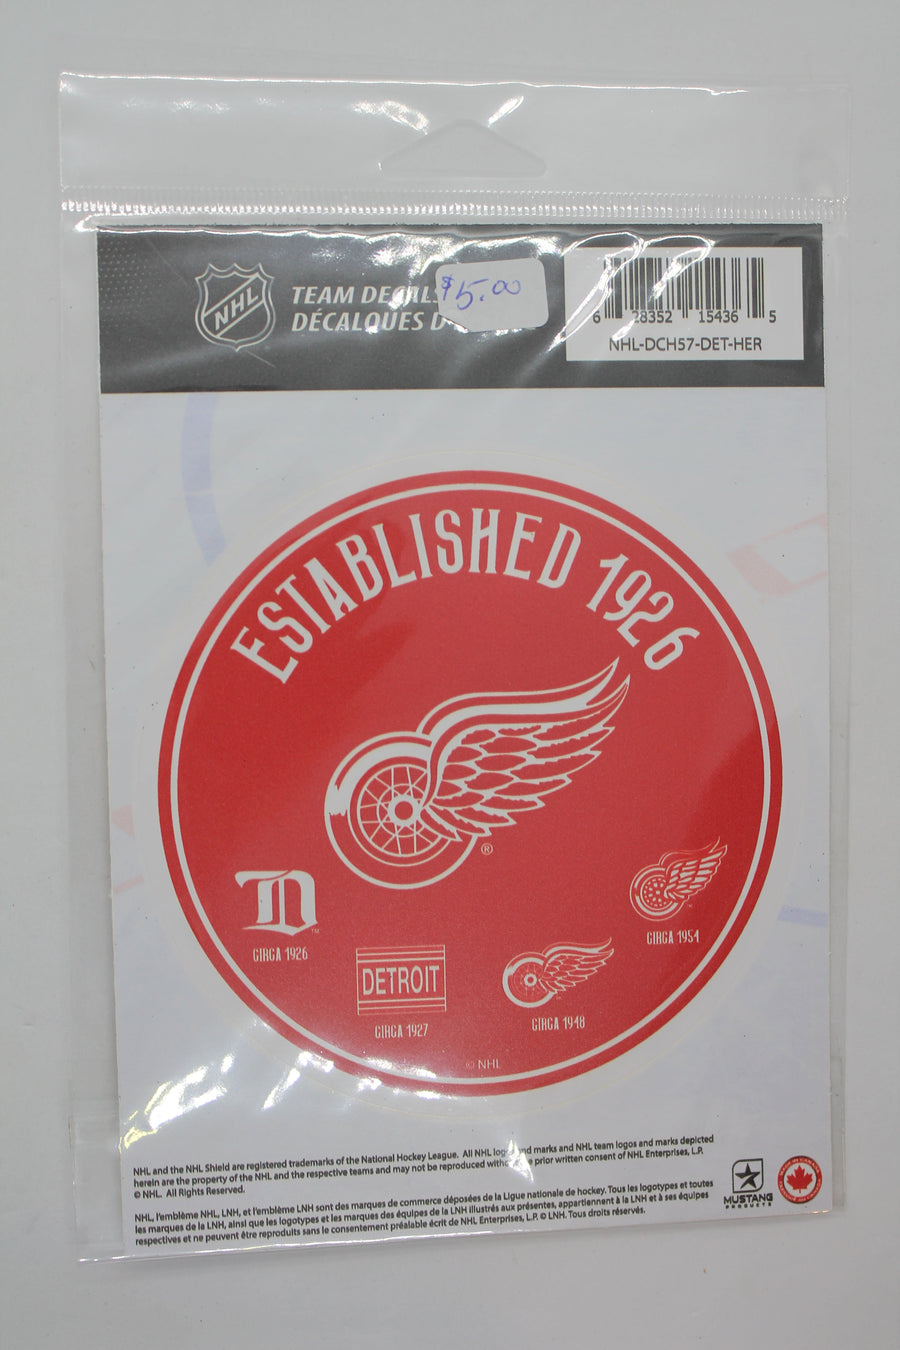 NHL
TEAM DECALS
DÉCALQUES D
$5.00
6 28352 15436 5
NHL-DCH57-DET-HER
ESTABLISHED 1926
®
D
TM
CIRCA 1926
DETROIT
CIRCA 1927
CIRCA 1948
CIRCA 1954
© NHL
NHL and the NHL Shield are registered trademarks of the National Hockey League. All NHL logos and marks and NHL team logos and marks depicted
herein are the property of the NHL and the respective teams and may not be reproduced without the prior written consent of NHL Enterprises, L.P.
© NHL. All Rights Reserved.
NHL, l'emblème NHL, LNH, et l'emblème LNH sont des marques de commerce déposées de la Ligue nationale de hockey. Tous les logotypes et toutes
les marques de la LNH, ainsi que les logotypes et les marques des équipes de la LNH illustrés aux présentes, appartiennent à la LNH et à ses équipes
respectives et ne peuvent être reproduits sans le consentement préalable écrit de NHL Enterprises, L.P. © LNH. Tous droits réservés.
MUSTANG
PRODUCTS